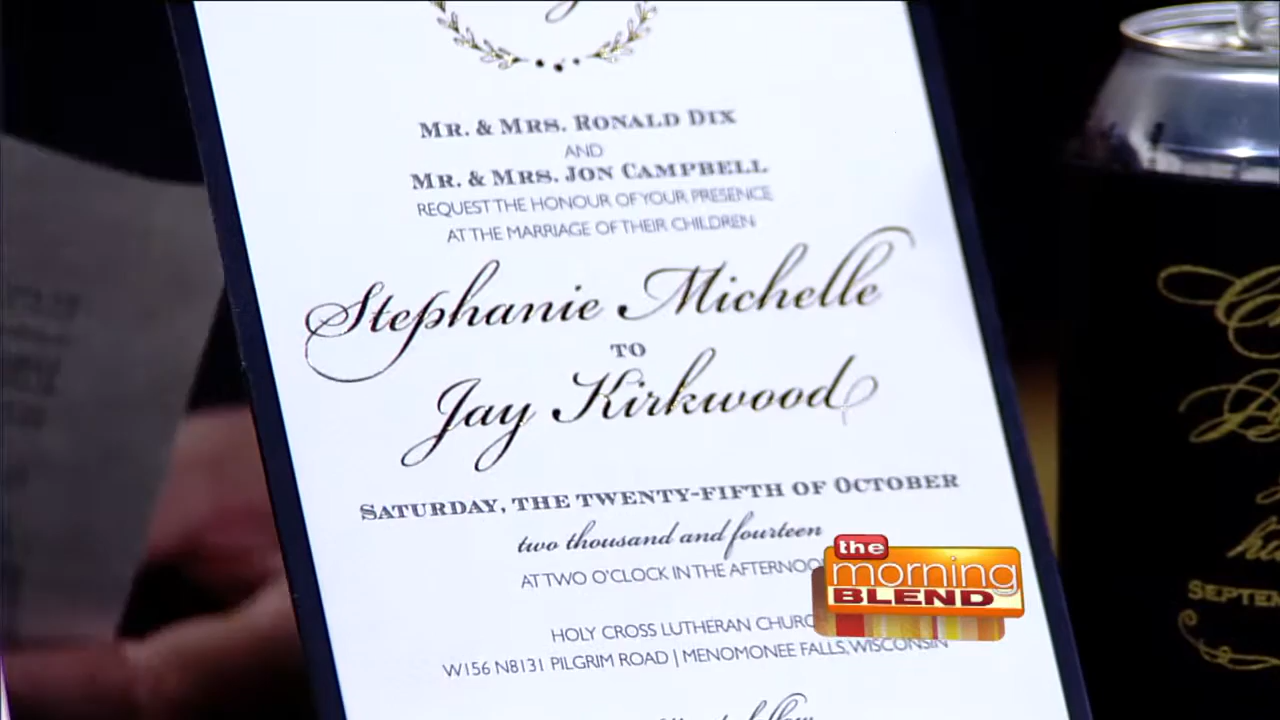 MR. & MRS. RONALD DIX
AND
MR. & MRS. JON CAMPBELL
REQUEST THE HONOUR OF YOUR PRESENCE
AT THE MARRIAGE OF THEIR CHILDREN
Stephanie Michelle
TO
Jay Kirkwood
SATURDAY, THE TWENTY-FIFTH OF OCTOBER
two thousand and fourteen
AT TWO O'CLOCK IN THE AFTERNOO
HOLY CROSS LUTHERAN CHURC
W156 N8131 PILGRIM ROAD | MENOMONEE FALLS, WISCONSIN
the
morning
BLEND
SEPTEM